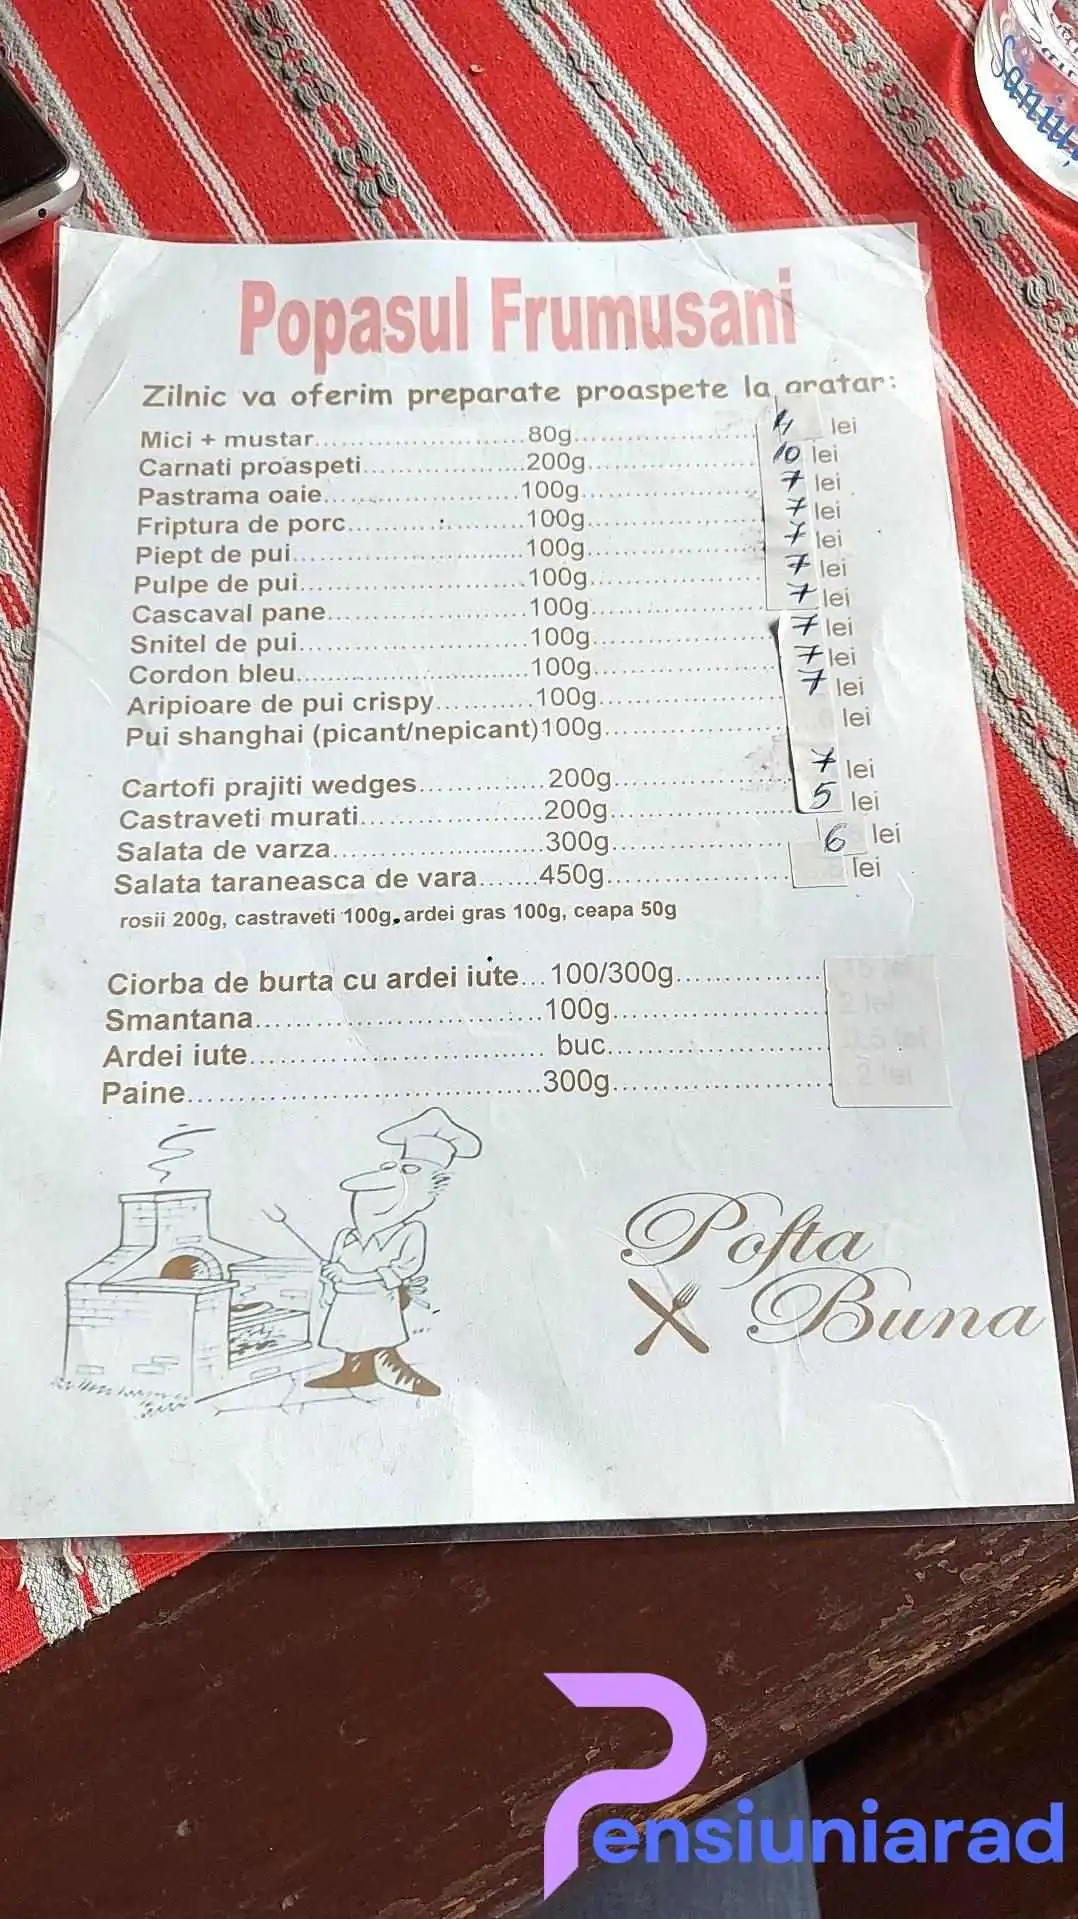 Popasul Frumusani
Zilnic va oferim preparate proaspete la aratar:
Mici + mustar........................80g........................ 4 lei
Carnati proaspeti.....................200g...................... 10 lei
Pastrama oaie.........................100g...................... 7 lei
Friptura de porc......................100g...................... 7 lei
Piept de pui..........................100g...................... 7 lei
Pulpe de pui..........................100g...................... 7 lei
Cascaval pane.........................100g...................... 7 lei
Snitel de pui.........................100g...................... 7 lei
Cordon bleu...........................100g...................... 7 lei
Aripioare de pui crispy............100g...................... 7 lei
Pui shanghai (picant/nepicant)100g...................... lei
Cartofi prajiti wedges..............200g...................... 7 lei
Castraveti murati.....................200g...................... 5 lei
Salata de varza.......................300g...................... 6 lei
Salata taraneasca de vara.......450g...................... lei
rosii 200g, castraveti 100g, ardei gras 100g, ceapa 50g
Ciorba de burta cu ardei iute...100/300g..................
Smantana..............................100g...................... 2 lei
Ardei iute.............................. buc......................
Paine...................................300g...................... 2 lei
Pofta
Buna
Pensiuniarad